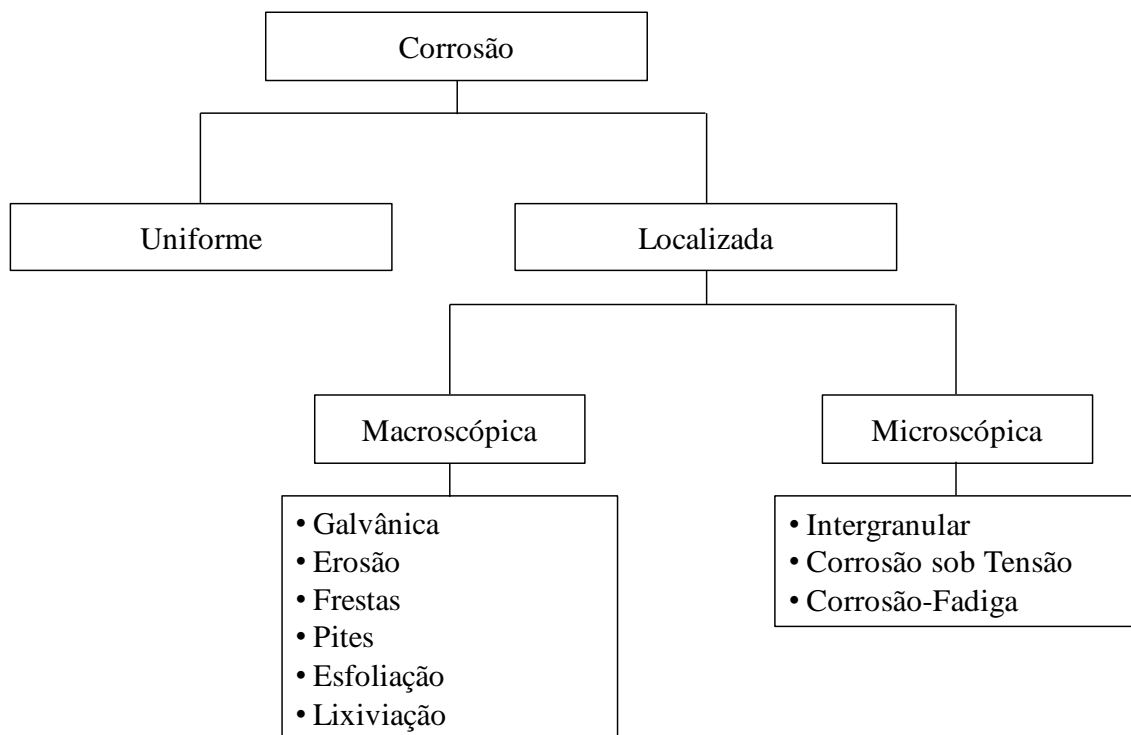 Corrosão
Uniforme
Localizada
Macroscópica
Microscópica
• Galvânica
• Erosão
• Frestas
• Pites
• Esfoliação
• Lixiviação
• Intergranular
• Corrosão sob Tensão
• Corrosão-Fadiga